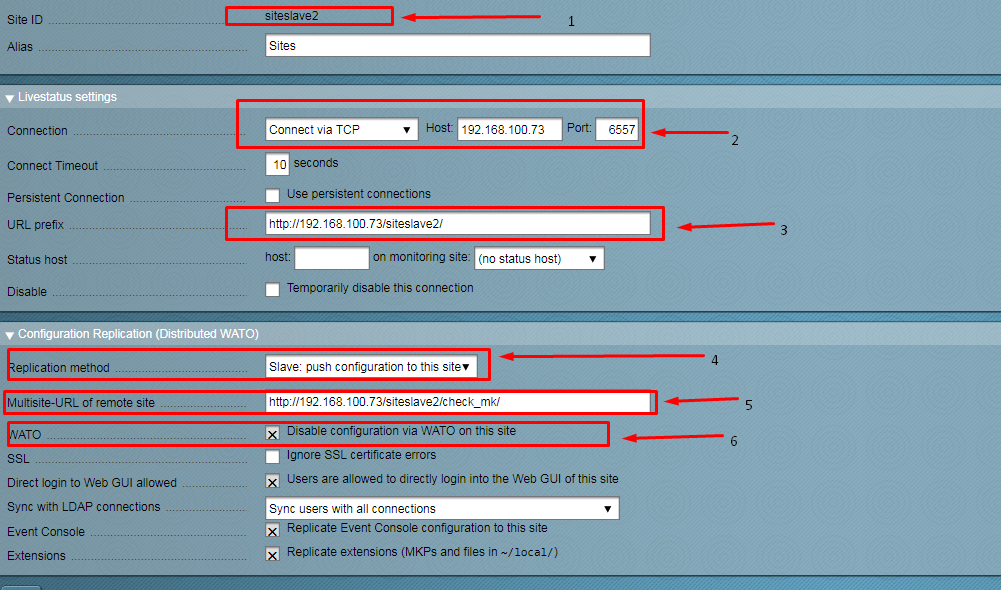 Site ID siteslave2 1
Alias Sites
Livestatus settings
Connection Connect via TCP Host: 192.168.100.73 Port: 6557 2
Connect Timeout 10 seconds
Persistent Connection Use persistent connections
URL prefix http://192.168.100.73/siteslave2/ 3
Status host host: on monitoring site: (no status host)
Disable Temporarily disable this connection
Configuration Replication (Distributed WATO)
Replication method Slave: push configuration to this site 4
Multisite-URL of remote site http://192.168.100.73/siteslave2/check_mk/ 5
WATO Disable configuration via WATO on this site 6
SSL Ignore SSL certificate errors
Direct login to Web GUI allowed Users are allowed to directly login into the Web GUI of this site
Sync with LDAP connections Sync users with all connections
Event Console Replicate Event Console configuration to this site
Extensions Replicate extensions (MKPs and files in ~/local/)